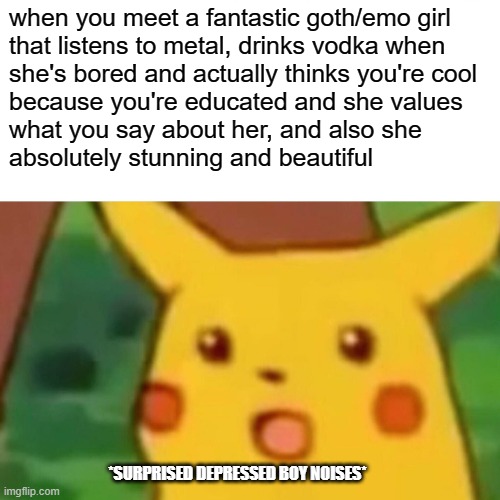 when you meet a fantastic goth/emo girl
that listens to metal, drinks vodka when
she's bored and actually thinks you're cool
because you're educated and she values
what you say about her, and also she
absolutely stunning and beautiful
*SURPRISED DEPRESSED BOY NOISES*
imgflip.com